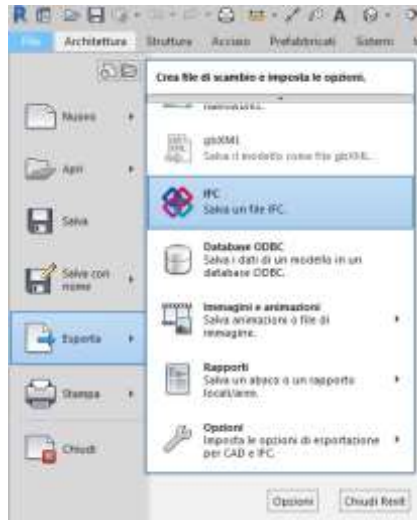 File Architettura Strutture Acciaio Prefabbricati Sistemi
Crea file di scambio e imposta le opzioni.
Nuovo
gbXML
Salva il modello come file gbXML.
Apri
IFC
Salva un file IFC.
Salva
Database ODBC
Salva i dati di un modello in un
database ODBC.
Salva con
nome
Immagini e animazioni
Salva animazioni o file di
immagine.
Esporta
Rapporti
Salva un abaco o un rapporto
locali/aree.
Stampa
Opzioni
Imposta le opzioni di esportazione
per CAD e IFC.
Chiudi
Opzioni Chiudi Revit